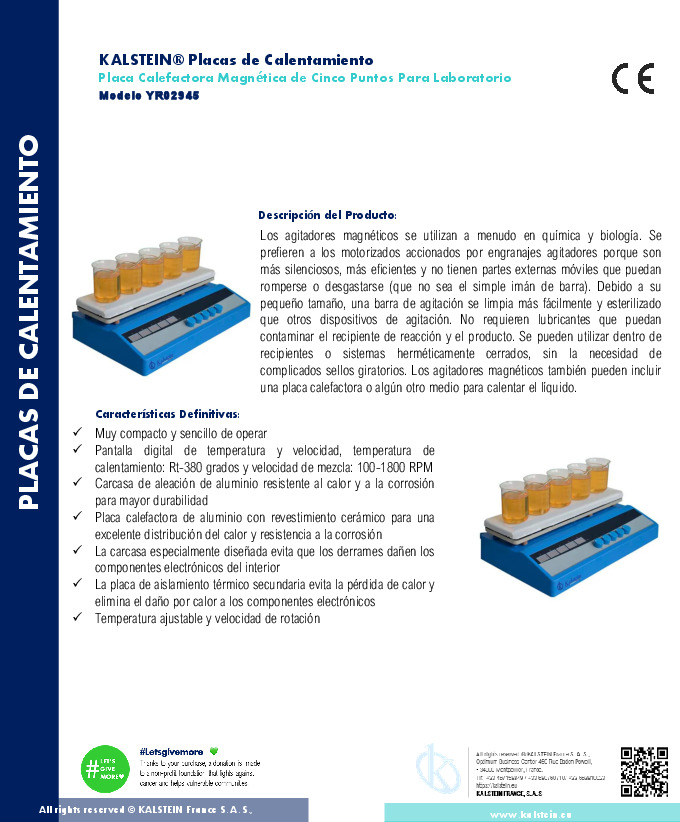 KALSTEIN® Placas de Calentamiento
Placa Calefactora Magnética de Cinco Puntos Para Laboratorio
Modelo YR02945
CE
PLACAS DE CALENTAMIENTO
Descripción del Producto:
Los agitadores magnéticos se utilizan a menudo en química y biología. Se
prefieren a los motorizados accionados por engranajes agitadores porque son
más silenciosos, más eficientes y no tienen partes externas móviles que puedan
romperse o desgastarse (que no sea el simple imán de barra). Debido a su
pequeño tamaño, una barra de agitación se limpia más fácilmente y esterilizado
que otros dispositivos de agitación. No requieren lubricantes que puedan
contaminar el recipiente de reacción y el producto. Se pueden utilizar dentro de
recipientes o sistemas herméticamente cerrados, sin la necesidad de
complicados sellos giratorios. Los agitadores magnéticos también pueden incluir
una placa calefactora o algún otro medio para calentar el líquido.
Características Definitivas:
✓ Muy compacto y sencillo de operar
✓ Pantalla digital de temperatura y velocidad, temperatura de
calentamiento: Rt-380 grados y velocidad de mezcla: 100-1800 RPM
✓ Carcasa de aleación de aluminio resistente al calor y a la corrosión
para mayor durabilidad
✓ Placa calefactora de aluminio con revestimiento cerámico para una
excelente distribución del calor y resistencia a la corrosión
✓ La carcasa especialmente diseñada evita que los derrames dañen los
componentes electrónicos del interior
✓ La placa de aislamiento térmico secundaria evita la pérdida de calor y
elimina el daño por calor a los componentes electrónicos
✓ Temperatura ajustable y velocidad de rotación
#LET'S
GIVE
MORE
#Letsgivemore
Thanks to your purchase, a donation is made
to a non-profit foundation that fights against
cancer and helps vulnerable communities
All rights reserved ® KALSTEIN France S. A. S.,
Optimum Business Center 450 Rue Baden Powell,
https://kalstein.eu
KALSTEIN FRANCE, S. A. S
All rights reserved ® KALSTEIN France S. A. S.,
www.kalstein.eu